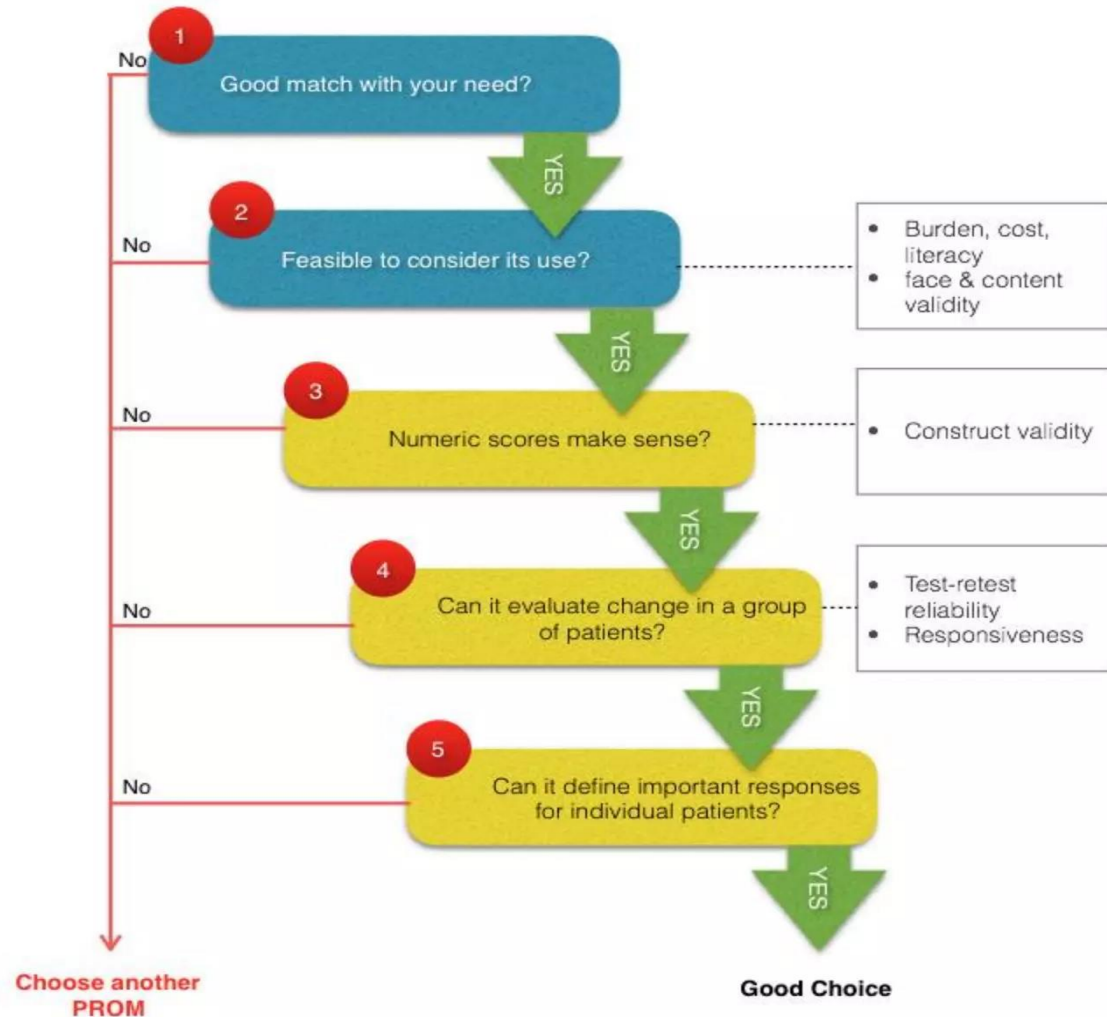 1
No
Good match with your need?
YES
2
No
Feasible to consider its use?
• Burden, cost,
literacy
• face & content
validity
YES
3
No
Numeric scores make sense?
• Construct validity
YES
4
No
Can it evaluate change in a group
of patients?
• Test-retest
reliability
• Responsiveness
YES
5
No
Can it define important responses
for individual patients?
YES
Choose another
PROM
Good Choice